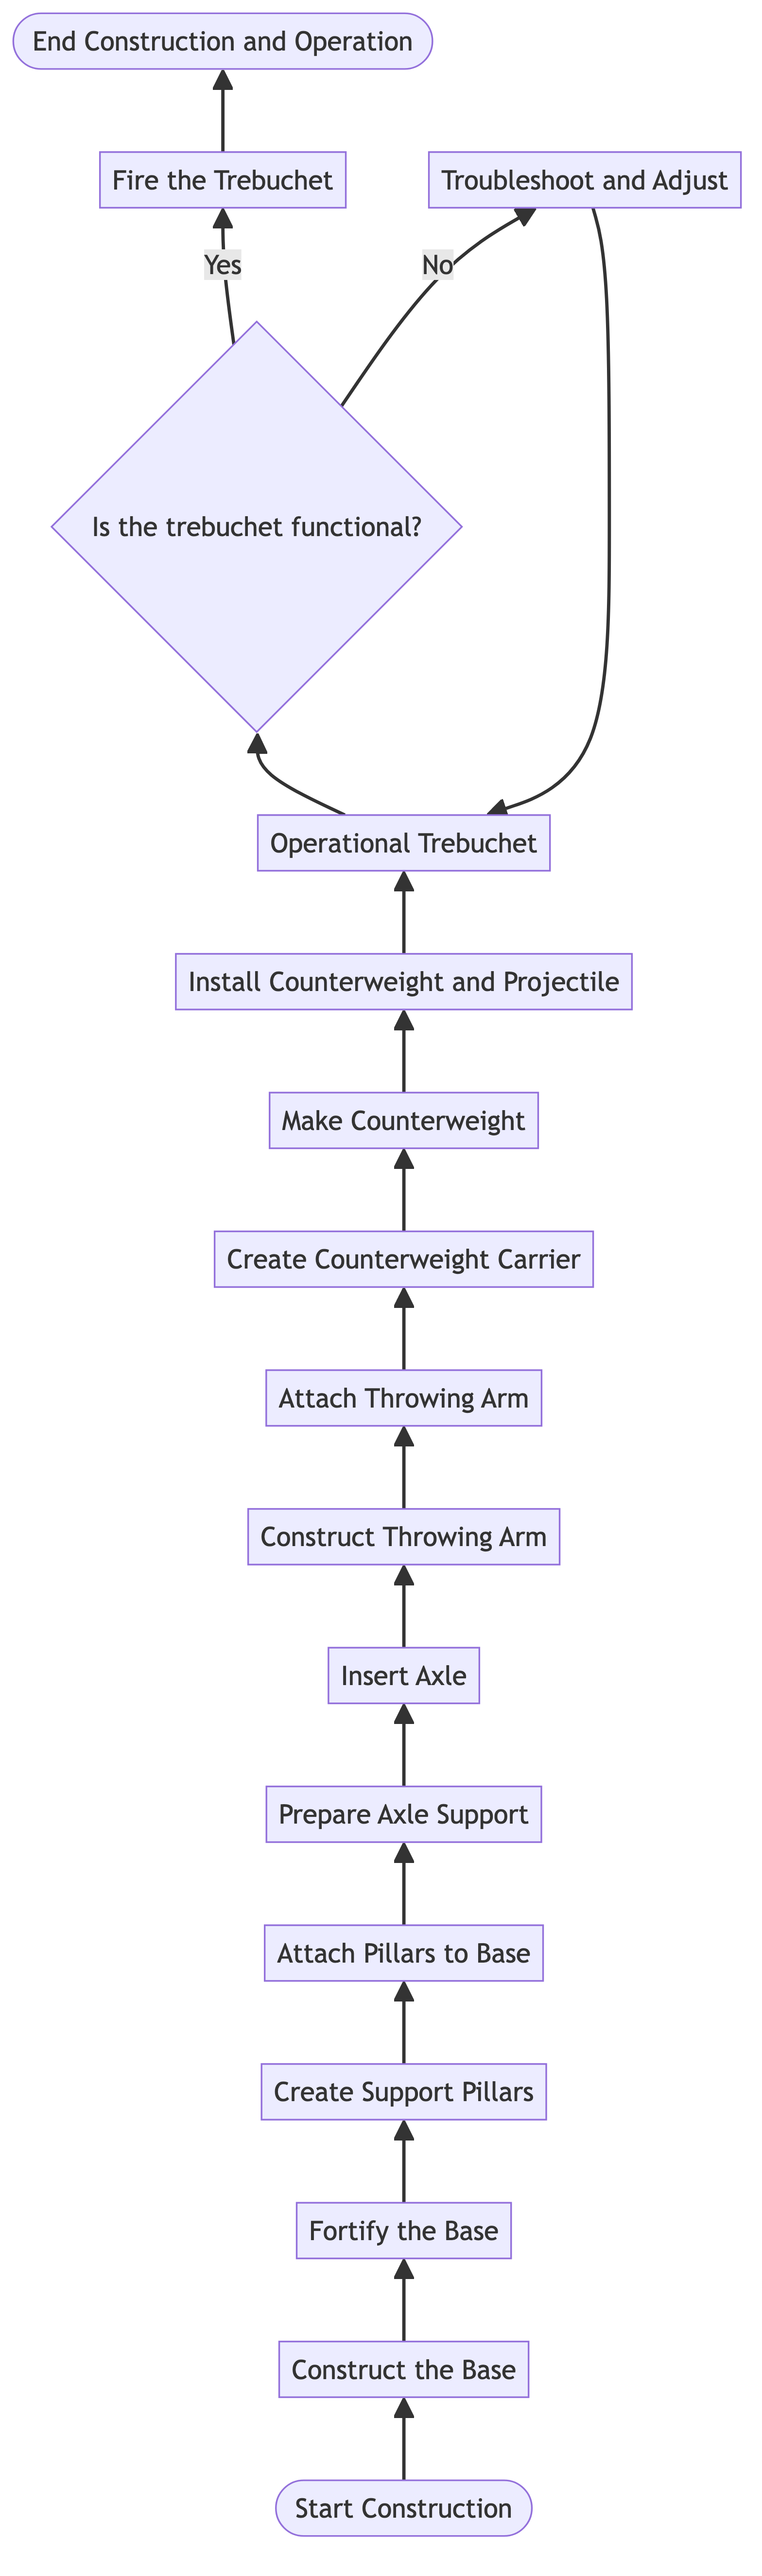 End Construction and Operation
Fire the Trebuchet
Troubleshoot and Adjust
Yes
No
Is the trebuchet functional?
Operational Trebuchet
Install Counterweight and Projectile
Make Counterweight
Create Counterweight Carrier
Attach Throwing Arm
Construct Throwing Arm
Insert Axle
Prepare Axle Support
Attach Pillars to Base
Create Support Pillars
Fortify the Base
Construct the Base
Start Construction